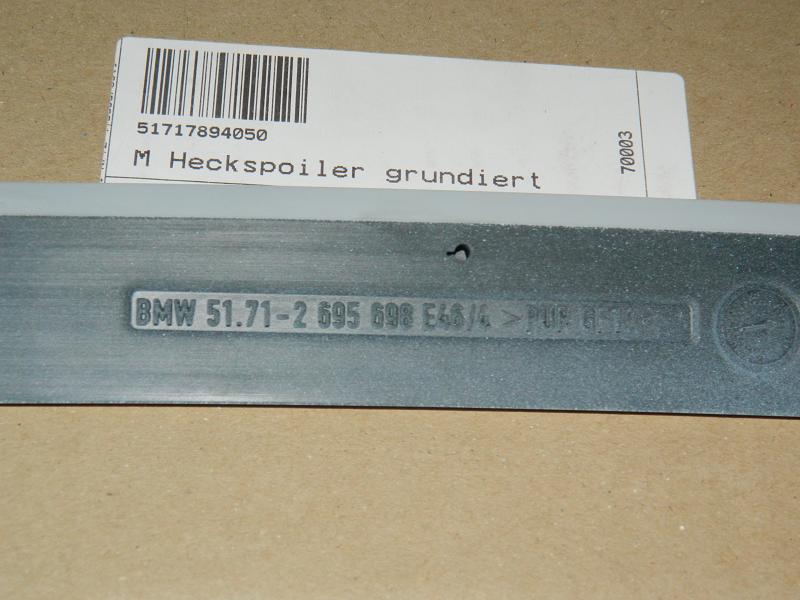 51717894050
M Heckspoiler grundiert
70003
BMW 51.71-2 695 698 E46/4 >PUR